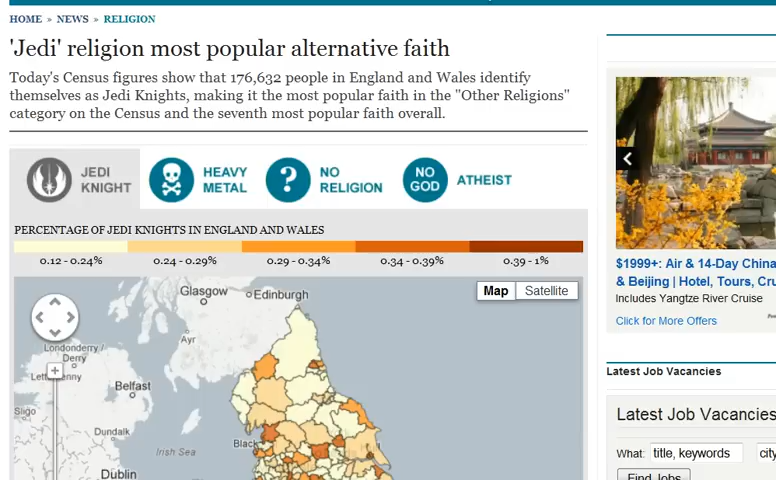 HOME » NEWS » RELIGION
'Jedi' religion most popular alternative faith
Today's Census figures show that 176,632 people in England and Wales identify
themselves as Jedi Knights, making it the most popular faith in the "Other Religions"
category on the Census and the seventh most popular faith overall.
JEDI
KNIGHT
HEAVY
METAL
?
NO
RELIGION
NO
GOD
ATHEIST
PERCENTAGE OF JEDI KNIGHTS IN ENGLAND AND WALES
0.12 - 0.24%
0.24 - 0.29%
0.29 - 0.34%
0.34 - 0.39%
0.39 - 1%
Map
Satellite
Glasgow
Edinburgh
Ayr
Londonderry /
Derry
Belfast
Sligo
Dundalk
Irish Sea
Black
Dublin
$1999+: Air & 14-Day China
& Beijing | Hotel, Tours, Cru
Includes Yangtze River Cruise
Click for More Offers
Latest Job Vacancies
Latest Job Vacancies
What:
title, keywords
city
Find Jobs